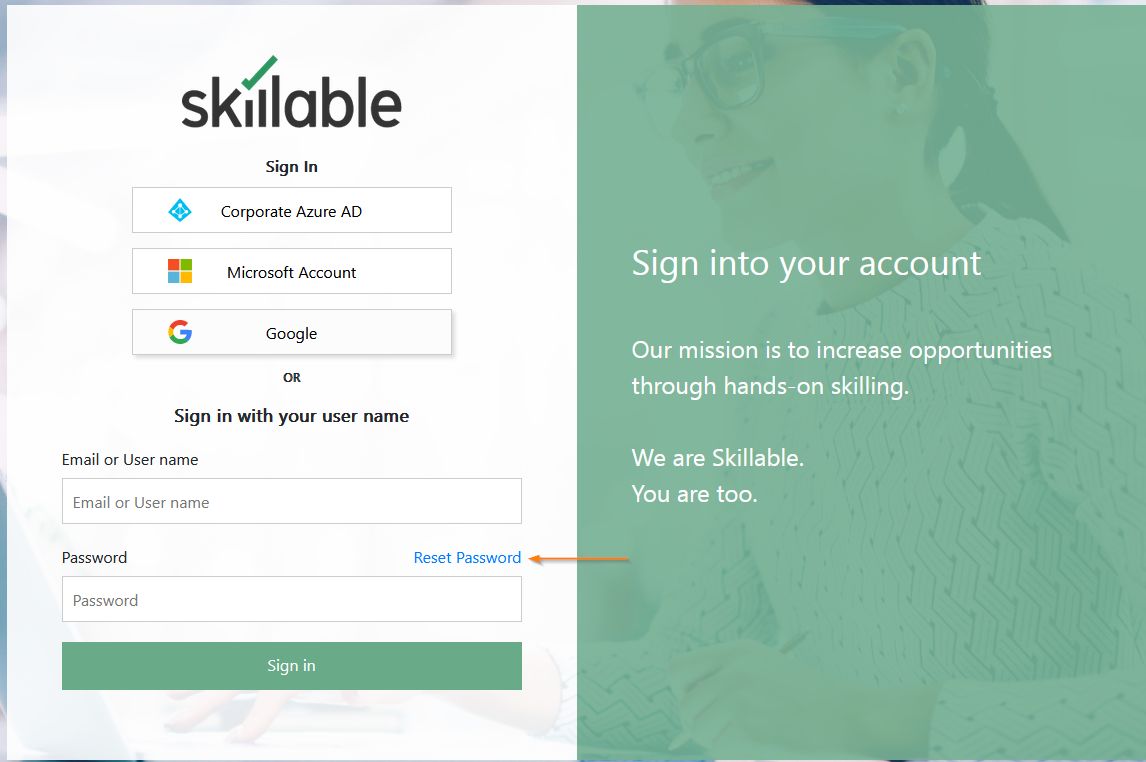 skillable
Sign In
Corporate Azure AD
Microsoft Account
Google
OR
Sign in with your user name
Email or User name
Email or User name
Password
Reset Password
Password
Sign in
Sign into your account
Our mission is to increase opportunities
through hands-on skilling.
We are Skillable.
You are too.